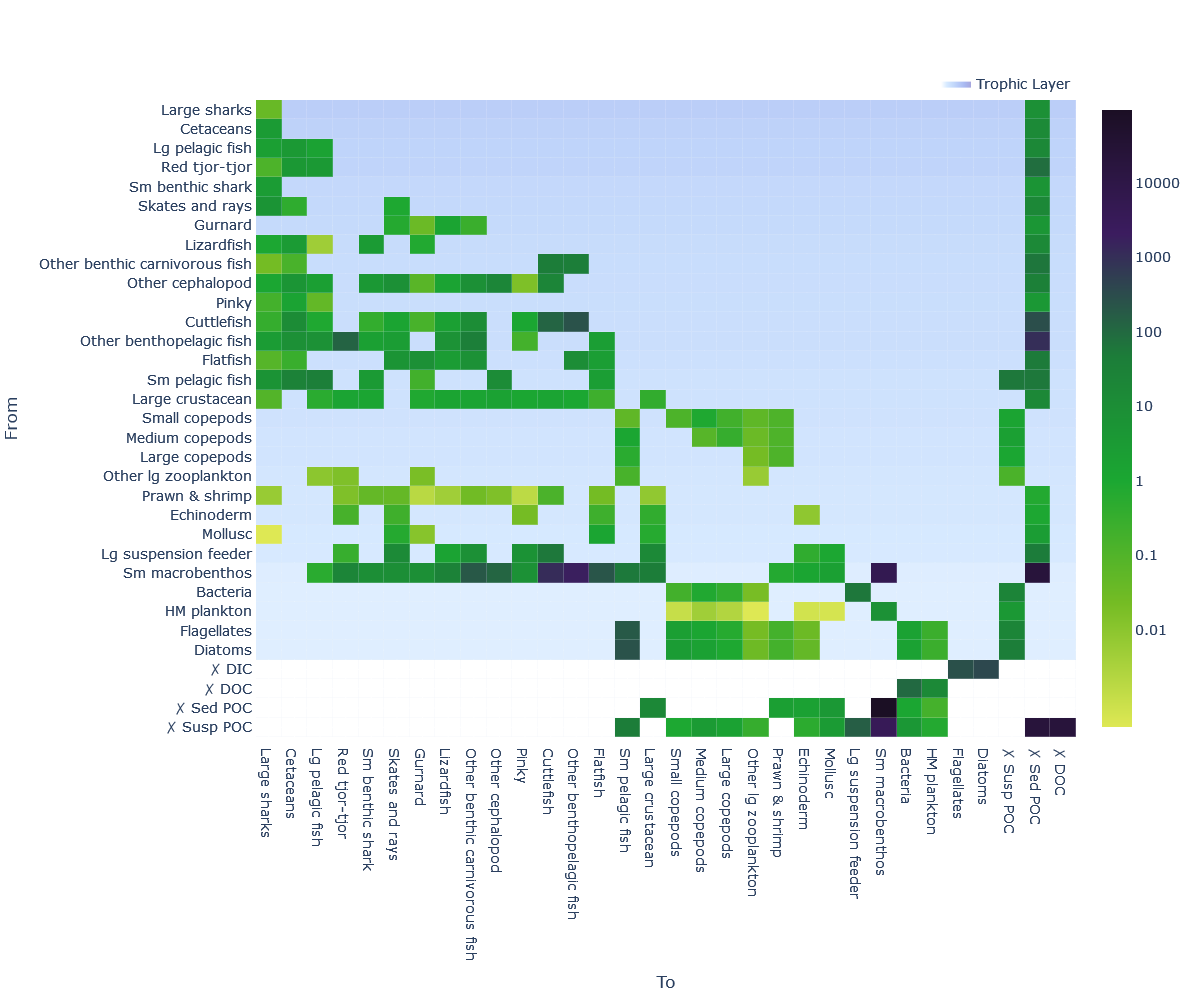 Trophic Layer
Large sharks
Cetaceans
Lg pelagic fish
Red tjor-tjor
Sm benthic shark
Skates and rays
Gurnard
Lizardfish
Other benthic carnivorous fish
Other cephalopod
Pinky
Cuttlefish
Other benthopelagic fish
Flatfish
Sm pelagic fish
Large crustacean
Small copepods
Medium copepods
Large copepods
Other lg zooplankton
Prawn & shrimp
Echinoderm
Mollusc
Lg suspension feeder
Sm macrobenthos
Bacteria
HM plankton
Flagellates
Diatoms
☓ DIC
☓ DOC
☓ Sed POC
☓ Susp POC
From
Large sharks
Cetaceans
Lg pelagic fish
Red tjor-tjor
Sm benthic shark
Skates and rays
Gurnard
Lizardfish
Other benthic carnivorous fish
Other cephalopod
Pinky
Cuttlefish
Other benthopelagic fish
Flatfish
Sm pelagic fish
Large crustacean
Small copepods
Medium copepods
Large copepods
Other lg zooplankton
Prawn & shrimp
Echinoderm
Mollusc
Lg suspension feeder
Sm macrobenthos
Bacteria
HM plankton
Flagellates
Diatoms
☓ Susp POC
☓ Sed POC
☓ DOC
To
10000
1000
100
10
1
0.1
0.01